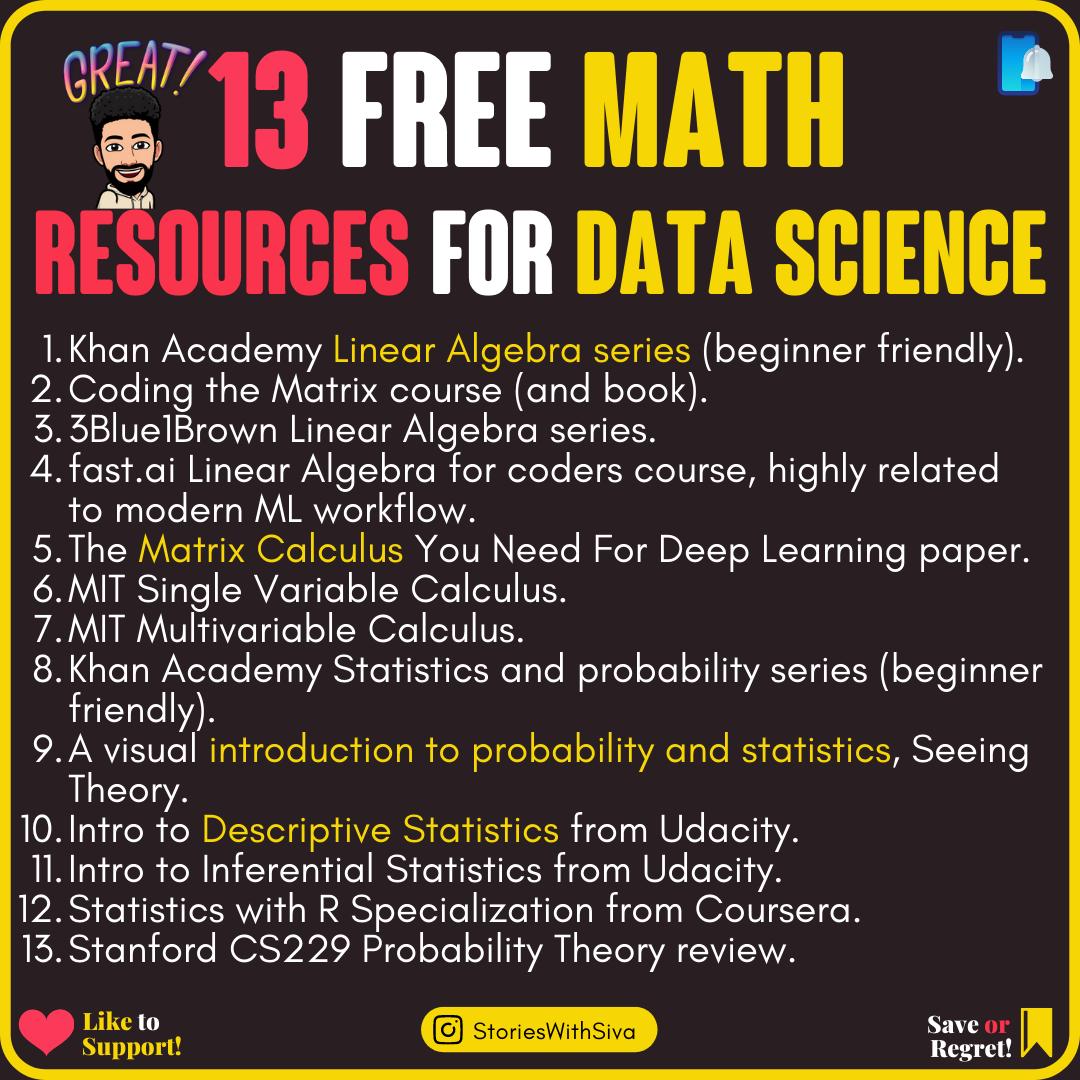 GREAT!
13 FREE MATH
RESOURCES FOR DATA SCIENCE
1. Khan Academy Linear Algebra series (beginner friendly).
2. Coding the Matrix course (and book).
3. 3Blue1Brown Linear Algebra series.
4. fast.ai Linear Algebra for coders course, highly related
to modern ML workflow.
5. The Matrix Calculus You Need For Deep Learning paper.
6. MIT Single Variable Calculus.
7. MIT Multivariable Calculus.
8. Khan Academy Statistics and probability series (beginner
friendly).
9. A visual introduction to probability and statistics, Seeing
Theory.
10. Intro to Descriptive Statistics from Udacity.
11. Intro to Inferential Statistics from Udacity.
12. Statistics with R Specialization from Coursera.
13. Stanford CS229 Probability Theory review.
Like to
Support!
StoriesWithSiva
Save or
Regret!